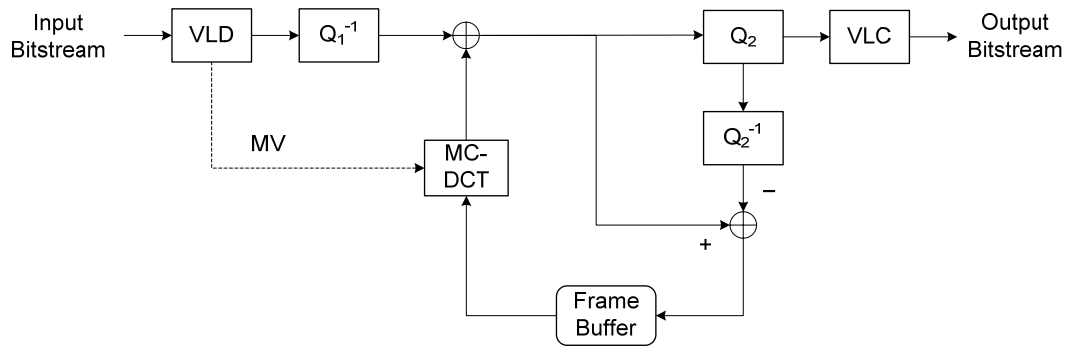 Input
Bitstream
VLD
Q₁⁻¹
Q₂
VLC
Output
Bitstream
Q₂⁻¹
MV
MC-
DCT
−
+
Frame
Buffer